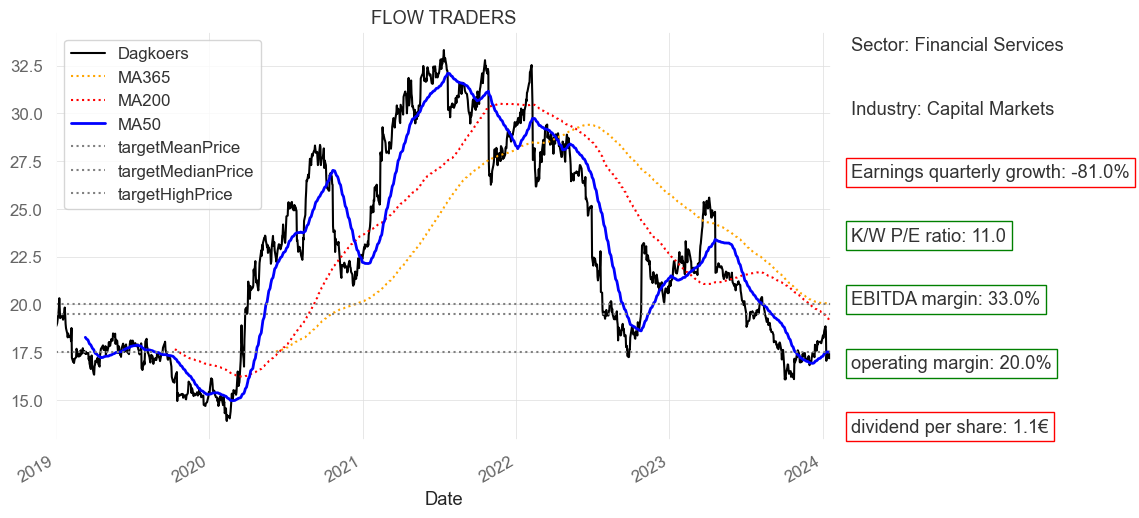 FLOW TRADERS
Dagkoers
MA365
MA200
MA50
targetMeanPrice
targetMedianPrice
targetHighPrice
32.5
30.0
27.5
25.0
22.5
20.0
17.5
15.0
2019
2020
2021
2022
2023
2024
Date
Sector: Financial Services
Industry: Capital Markets
Earnings quarterly growth: -81.0%
K/W P/E ratio: 11.0
EBITDA margin: 33.0%
operating margin: 20.0%
dividend per share: 1.1€